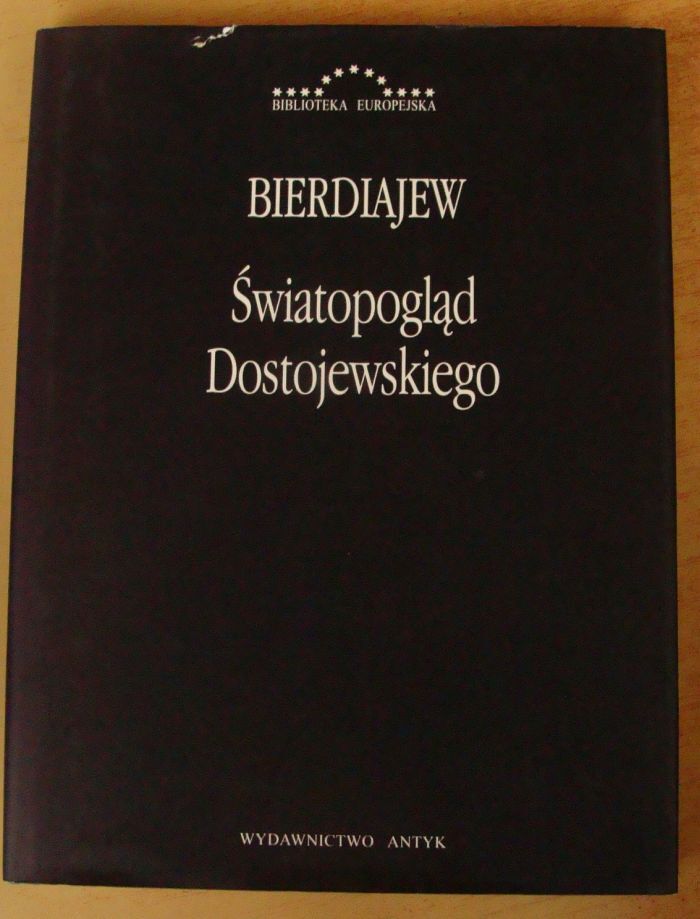 BIBLIOTEKA EUROPEJSKA
BIERDIAJEW
Światopogląd
Dostojewskiego
WYDAWNICTWO ANTYK